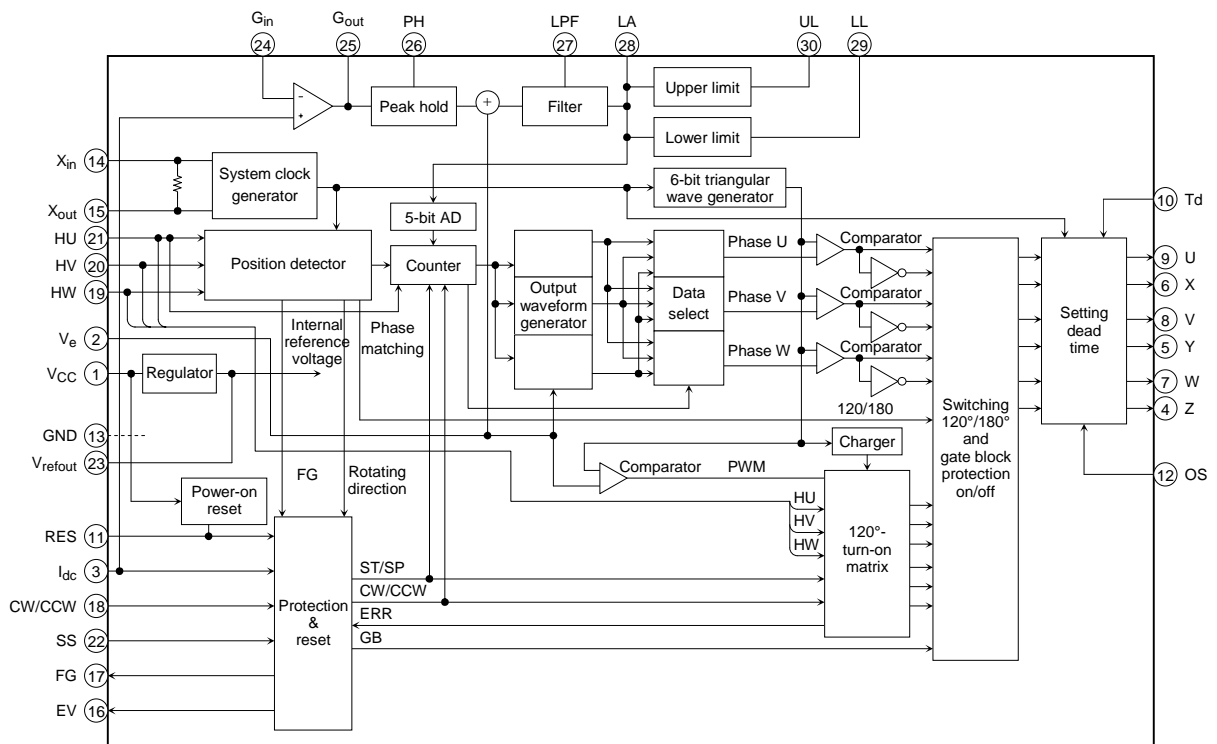 Gin
24
Gout
25
PH
26
LPF
27
LA
28
UL
30
LL
29
−
+
Peak hold
+
Filter
Upper limit
Lower limit
Xin 14
Xout 15
System clock
generator
6-bit triangular
wave generator
5-bit AD
10 Td
HU 21
HV 20
HW 19
Position detector
Counter
Output
waveform
generator
Data
select
Phase U
Phase V
Phase W
Comparator
Comparator
Comparator
Setting
dead
time
9 U
6 X
8 V
5 Y
7 W
4 Z
12 OS
Ve 2
VCC 1
Regulator
Internal
reference
voltage
Phase
matching
120/180
Switching
120°/180°
and
gate block
protection
on/off
GND 13
Vrefout 23
Charger
Comparator
PWM
FG
Rotating
direction
Power-on
reset
HU
HV
HW
120°-
turn-on
matrix
RES 11
Idc 3
CW/CCW 18
SS 22
FG 17
EV 16
Protection
&
reset
ST/SP
CW/CCW
ERR
GB